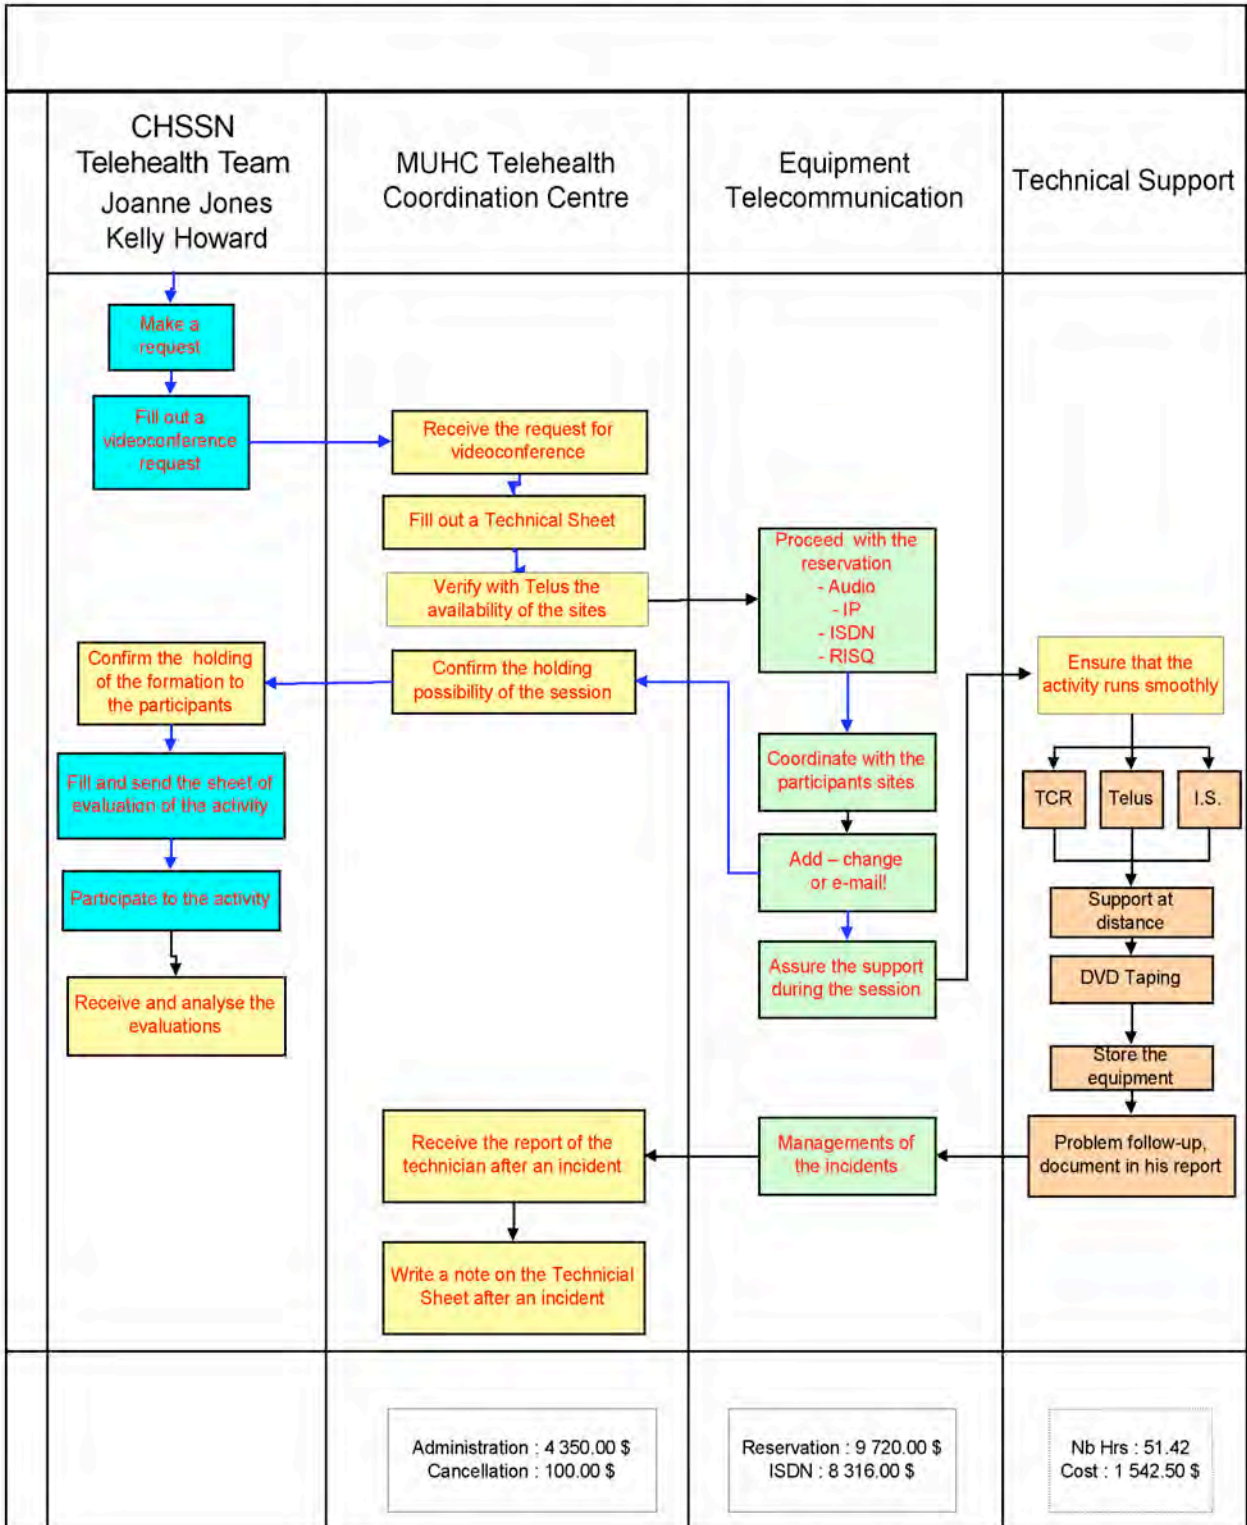 CHSSN
Telehealth Team
Joanne Jones
Kelly Howard
MUHC Telehealth
Coordination Centre
Equipment
Telecommunication
Technical Support
Make a
request
Fill out a
videoconference
request
Receive the request for
videoconference
Fill out a Technical Sheet
Verify with Telus the
availability of the sites
Proceed with the
reservation
- Audio
- IP
- ISDN
- RISQ
Confirm the holding
of the formation to
the participants
Confirm the holding
possibility of the session
Ensure that the
activity runs smoothly
Fill and send the sheet of
evaluation of the activity
Coordinate with the
participants sites
TCR
Telus
I.S.
Participate to the activity
Add – change
or e-mail!
Support at
distance
Receive and analyse the
evaluations
Assure the support
during the session
DVD Taping
Store the
equipment
Receive the report of the
technician after an incident
Managements of
the incidents
Problem follow-up,
document in his report
Write a note on the Technicial
Sheet after an incident
Administration : 4 350.00 $
Cancellation : 100.00 $
Reservation : 9 720.00 $
ISDN : 8 316.00 $
Nb Hrs : 51.42
Cost : 1 542.50 $